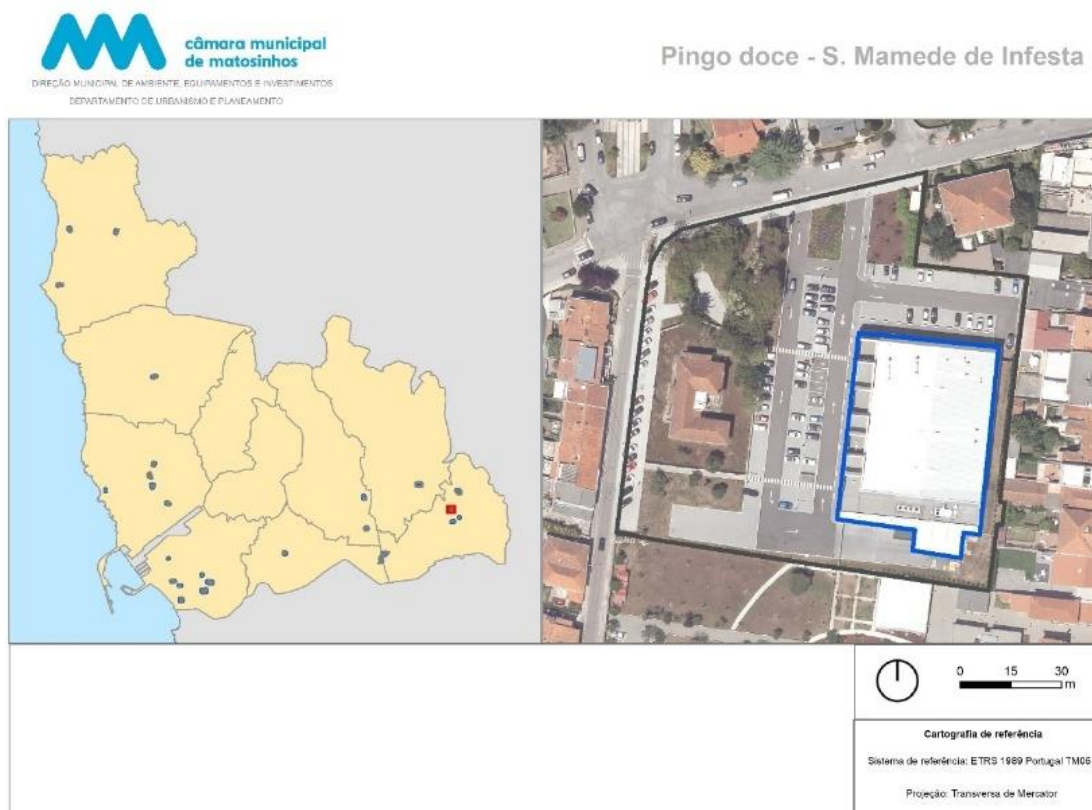 câmara municipal
de matosinhos
Pingo doce - S. Mamede de Infesta
DIREÇÃO MUNICIPAL DE AMBIENTE, EQUIPAMENTOS E INVESTIMENTOS
DEPARTAMENTO DE URBANISMO E PLANEAMENTO
0 15 30
m
Cartografia de referência
Sistema de referência: ETRS 1989 Portugal TM06
Projeção: Transversa de Mercator